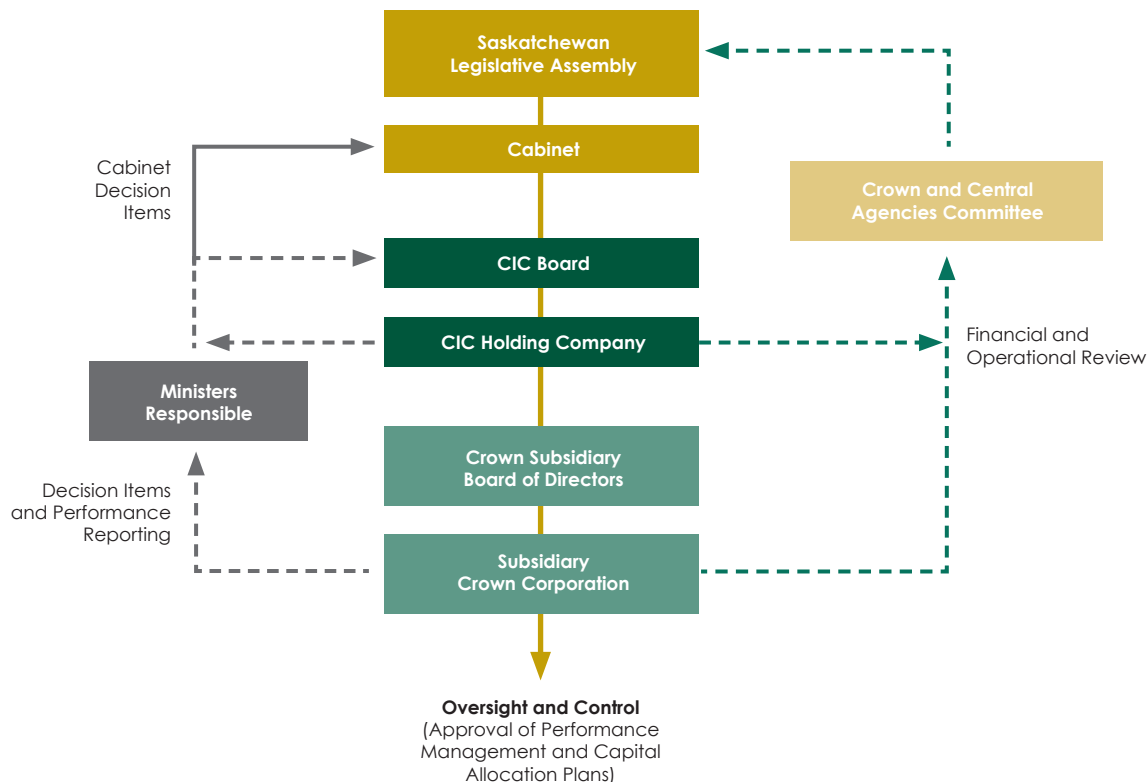 Saskatchewan
Legislative Assembly
Cabinet
Cabinet
Decision
Items
Crown and Central
Agencies Committee
CIC Board
CIC Holding Company
Financial and
Operational Review
Ministers
Responsible
Crown Subsidiary
Board of Directors
Decision Items
and Performance
Reporting
Subsidiary
Crown Corporation
Oversight and Control
(Approval of Performance
Management and Capital
Allocation Plans)